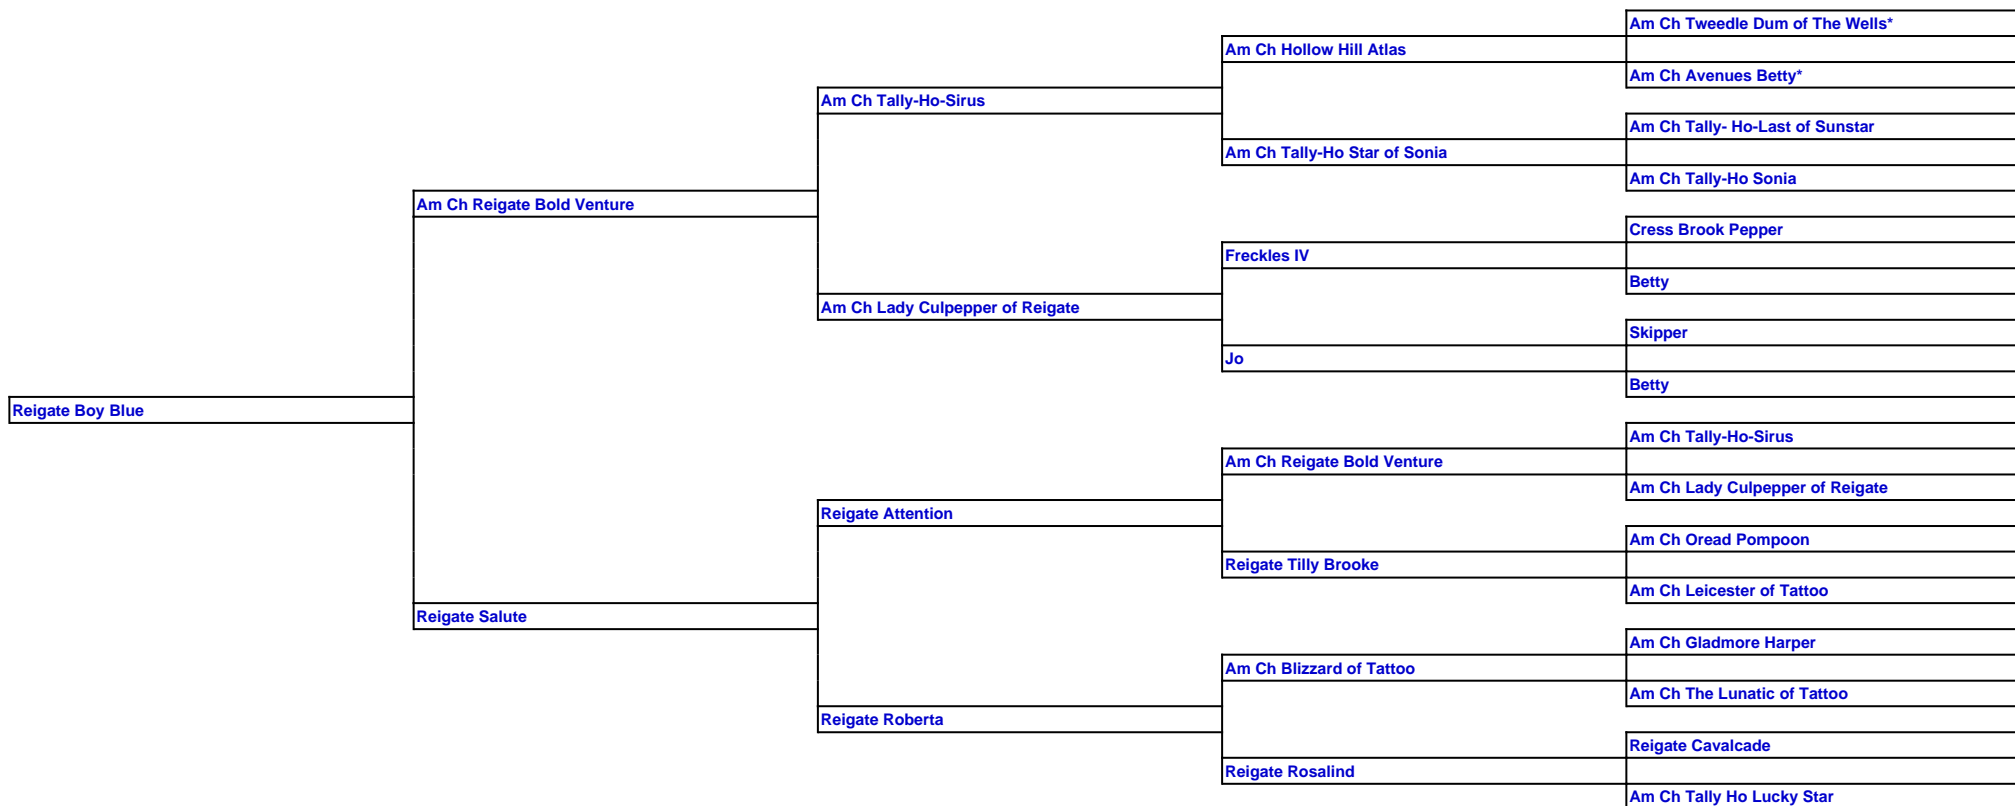 Am Ch Tweedle Dum of The Wells*
Am Ch Hollow Hill Atlas
Am Ch Avenues Betty*
Am Ch Tally-Ho-Sirus
Am Ch Tally- Ho-Last of Sunstar
Am Ch Tally-Ho Star of Sonia
Am Ch Tally-Ho Sonia
Am Ch Reigate Bold Venture
Cress Brook Pepper
Freckles IV
Betty
Am Ch Lady Culpepper of Reigate
Skipper
Jo
Betty
Reigate Boy Blue
Am Ch Tally-Ho-Sirus
Am Ch Reigate Bold Venture
Am Ch Lady Culpepper of Reigate
Reigate Attention
Am Ch Oread Pompoon
Reigate Tilly Brooke
Am Ch Leicester of Tattoo
Reigate Salute
Am Ch Gladmore Harper
Am Ch Blizzard of Tattoo
Am Ch The Lunatic of Tattoo
Reigate Roberta
Reigate Cavalcade
Reigate Rosalind
Am Ch Tally Ho Lucky Star